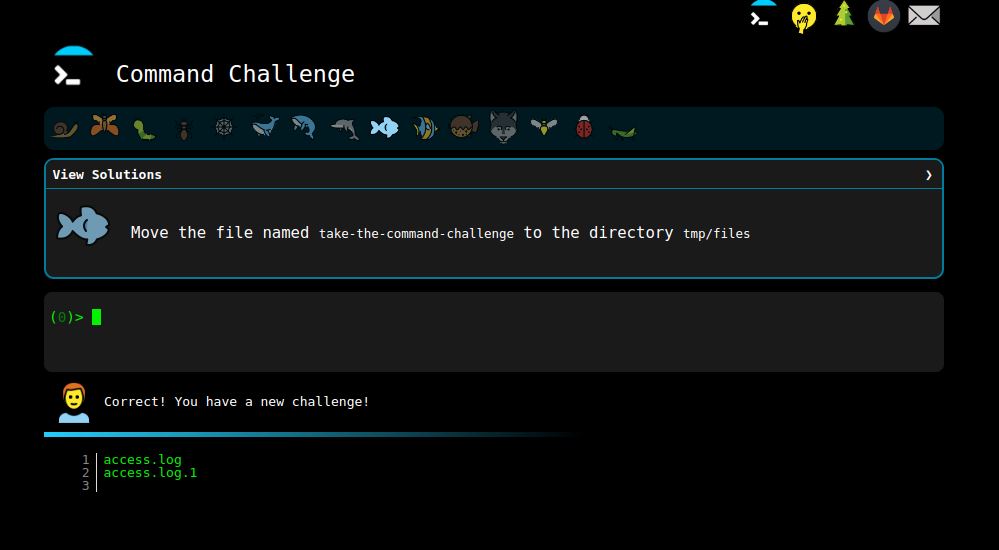 Command Challenge
View Solutions ❯
Move the file named take-the-command-challenge to the directory tmp/files
(0)>
Correct! You have a new challenge!
1 access.log
2 access.log.1
3